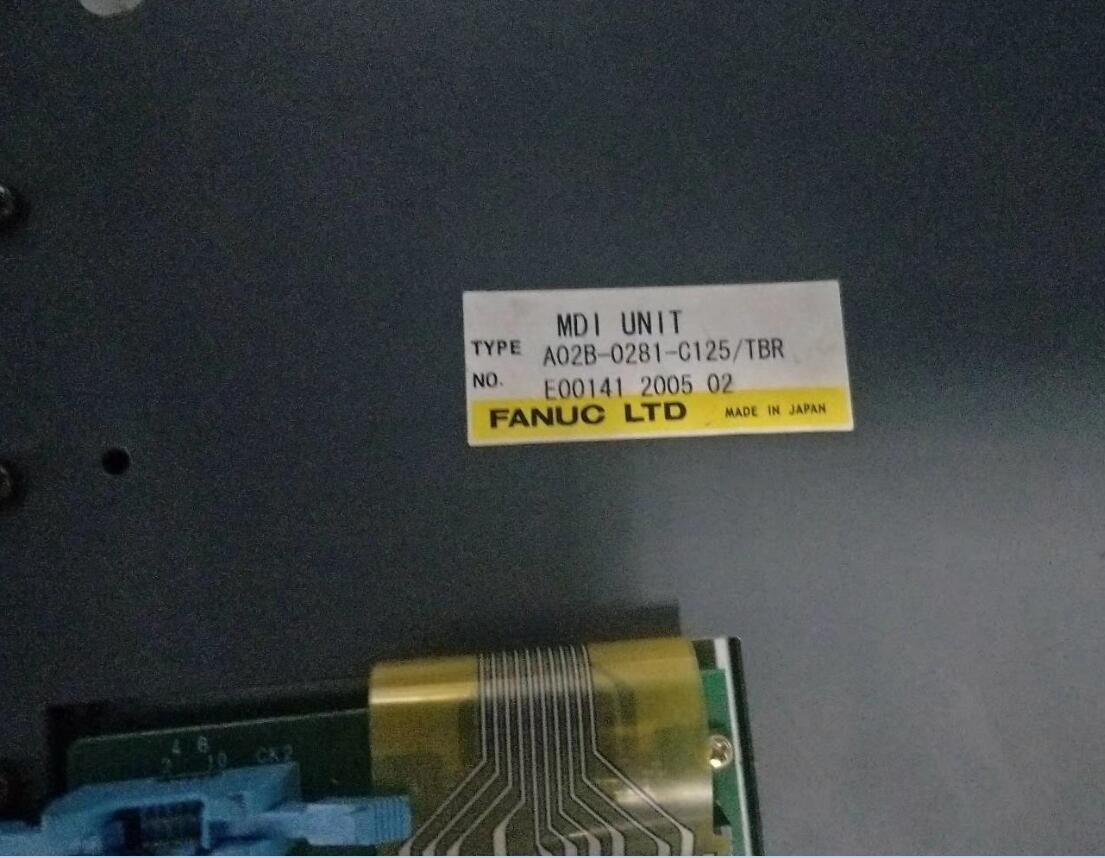 MDI UNIT
TYPE A02B-0281-C125/TBR
NO. E00141 2005 02
FANUC LTD MADE IN JAPAN
4 8
2 10 CK2